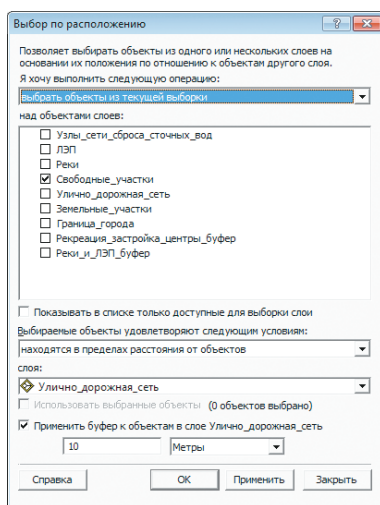 Выбор по расположению
Позволяет выбирать объекты из одного или нескольких слоев на
основании их положения по отношению к объектам другого слоя.
Я хочу выполнить следующую операцию:
выбрать объекты из текущей выборки
над объектами слоев:
Узлы_сети_сброса_сточных_вод
ЛЭП
Реки
Свободные_участки
Улично_дорожная_сеть
Земельные_участки
Граница_города
Рекреация_застройка_центры_буфер
Реки_и_ЛЭП_буфер
Показывать в списке только доступные для выборки слои
Выбираемые объекты удовлетворяют следующим условиям:
находятся в пределах расстояния от объектов
слоя:
Улично_дорожная_сеть
Использовать выбранные объекты (0 объектов выбрано)
Применить буфер к объектам в слое Улично_дорожная_сеть
10 Метры
Справка ОК Применить Закрыть